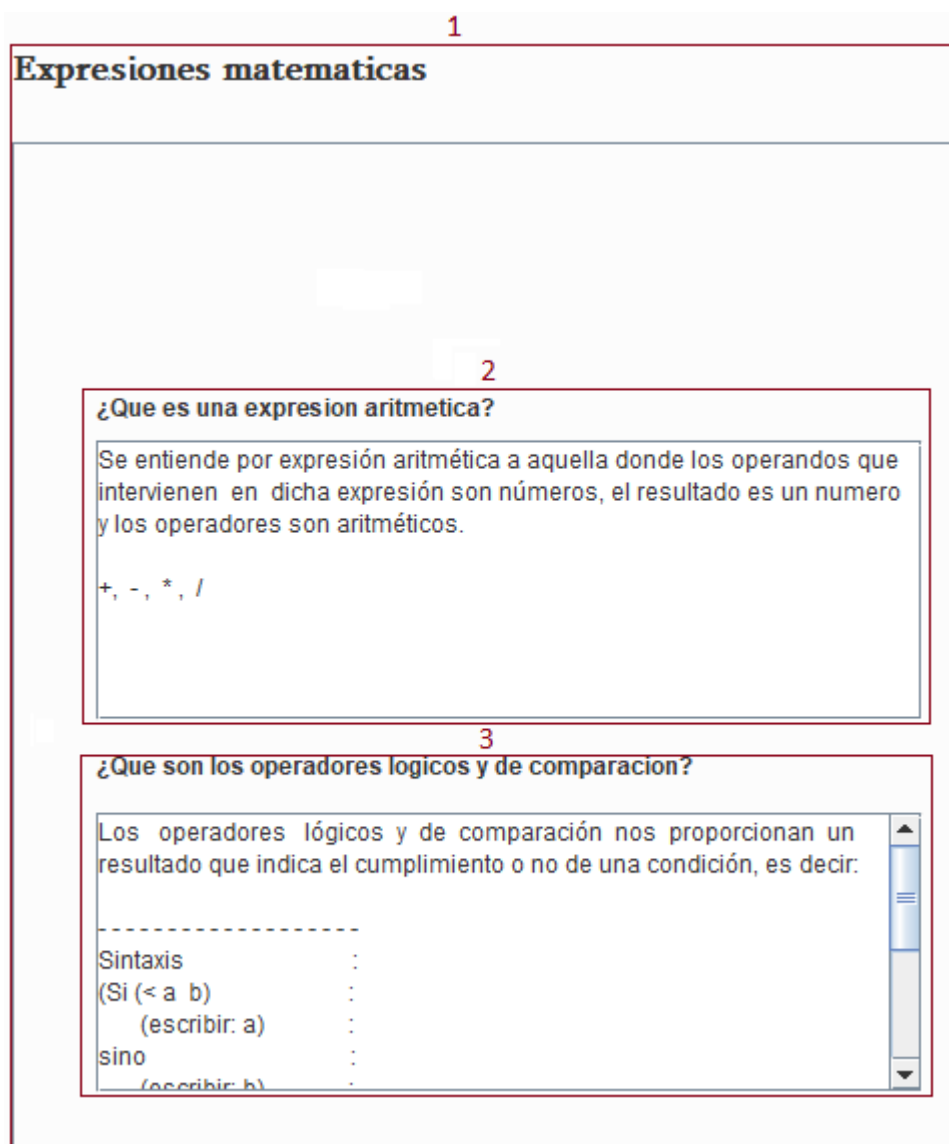 1
Expresiones matematicas
2
¿Que es una expresion aritmetica?
Se entiende por expresión aritmética a aquella donde los operandos que
intervienen en dicha expresión son números, el resultado es un numero
y los operadores son aritméticos.
+, - , * , /
3
¿Que son los operadores logicos y de comparacion?
Los operadores lógicos y de comparación nos proporcionan un
resultado que indica el cumplimiento o no de una condición, es decir:
- - - - - - - - - - - - - - - - - - -
Sintaxis :
(Si (< a b) :
(escribir: a) :
sino :
(escribir: b) :